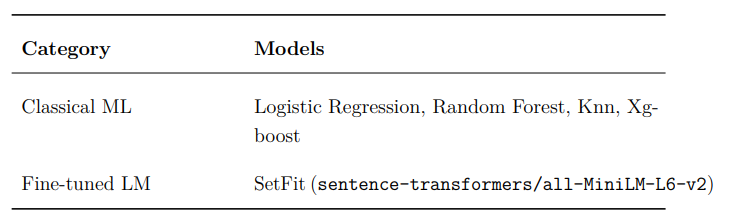 Category Models
Classical ML Logistic Regression, Random Forest, Knn, Xg-
boost
Fine-tuned LM SetFit (sentence-transformers/all-MiniLM-L6-v2)